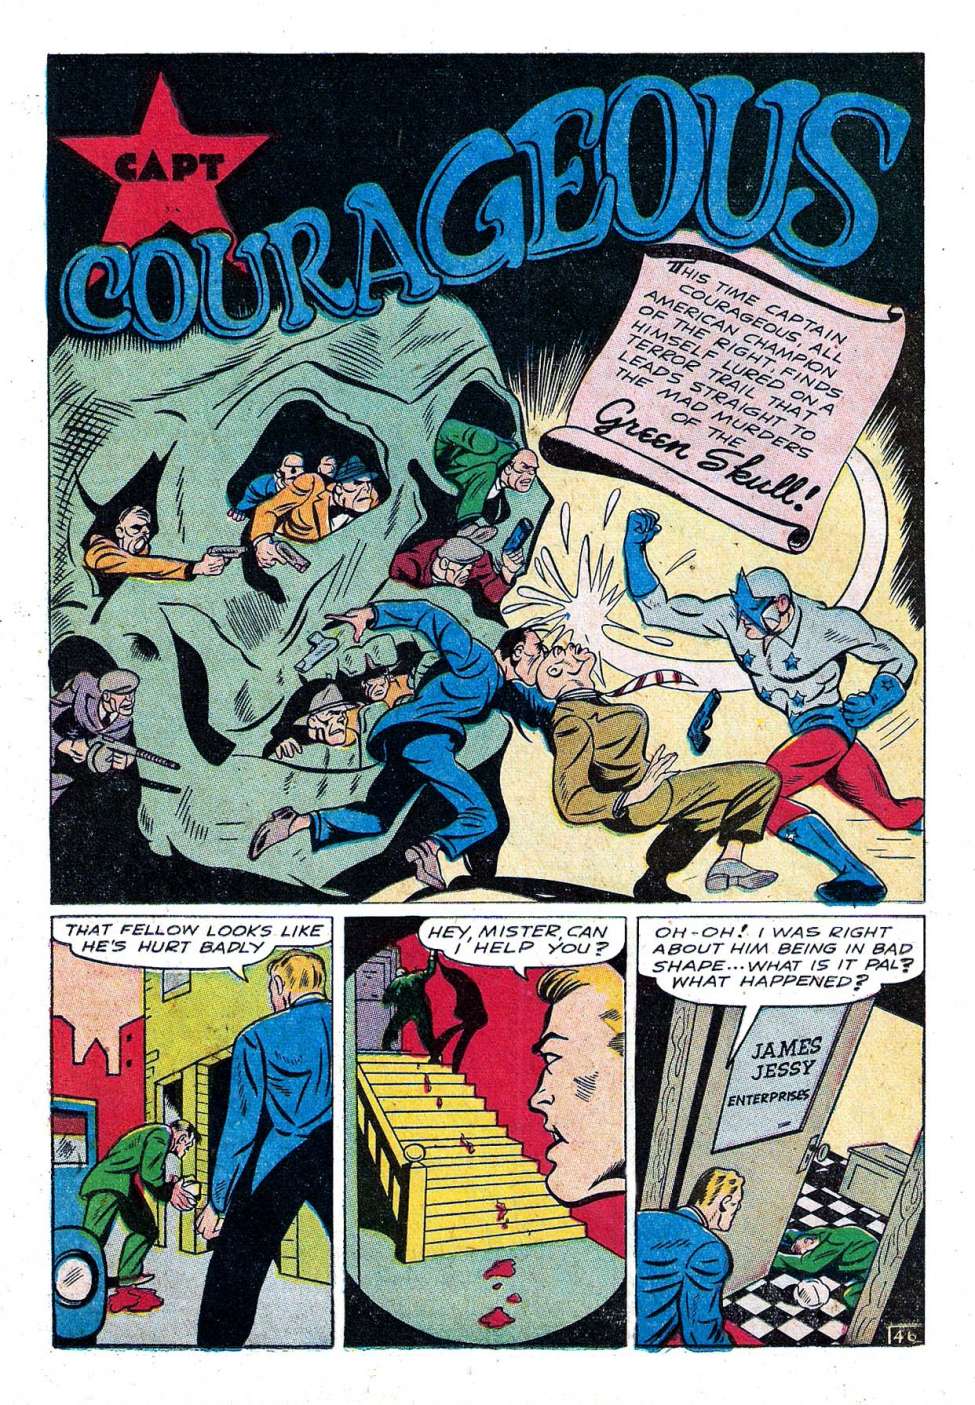 CAPT
COURAGEOUS
THIS TIME CAPTAIN
COURAGEOUS, ALL
AMERICAN CHAMPION
OF THE RIGHT, FINDS
HIMSELF LURED ON A
TERROR TRAIL THAT
LEADS STRAIGHT TO
THE MAD MURDERS
OF THE
Green Skull!
THAT FELLOW LOOKS LIKE
HE'S HURT BADLY
HEY, MISTER, CAN
I HELP YOU?
OH-OH! I WAS RIGHT
ABOUT HIM BEING IN BAD
SHAPE...WHAT IS IT PAL?
WHAT HAPPENED?
JAMES
JESSY
ENTERPRISES
46